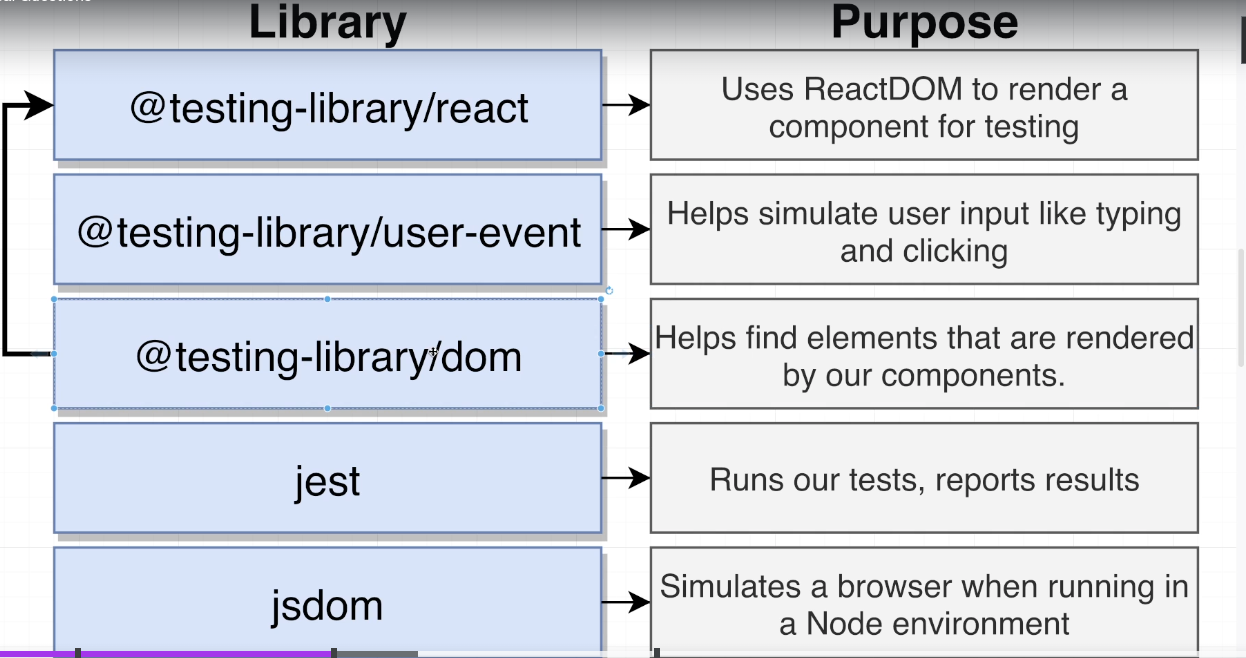 Library
Purpose
@testing-library/react
Uses ReactDOM to render a
component for testing
@testing-library/user-event
Helps simulate user input like typing
and clicking
@testing-library/dom
Helps find elements that are rendered
by our components.
jest
Runs our tests, reports results
jsdom
Simulates a browser when running in
a Node environment